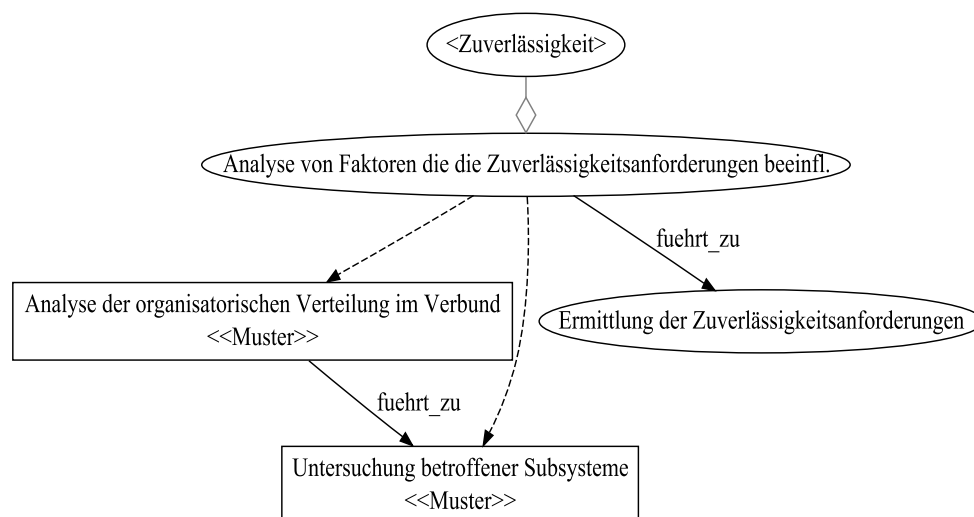 <Zuverlässigkeit>
Analyse von Faktoren die die Zuverlässigkeitsanforderungen beeinfl.
fuehrt_zu
Analyse der organisatorischen Verteilung im Verbund
<<Muster>>
Ermittlung der Zuverlässigkeitsanforderungen
fuehrt_zu
Untersuchung betroffener Subsysteme
<<Muster>>